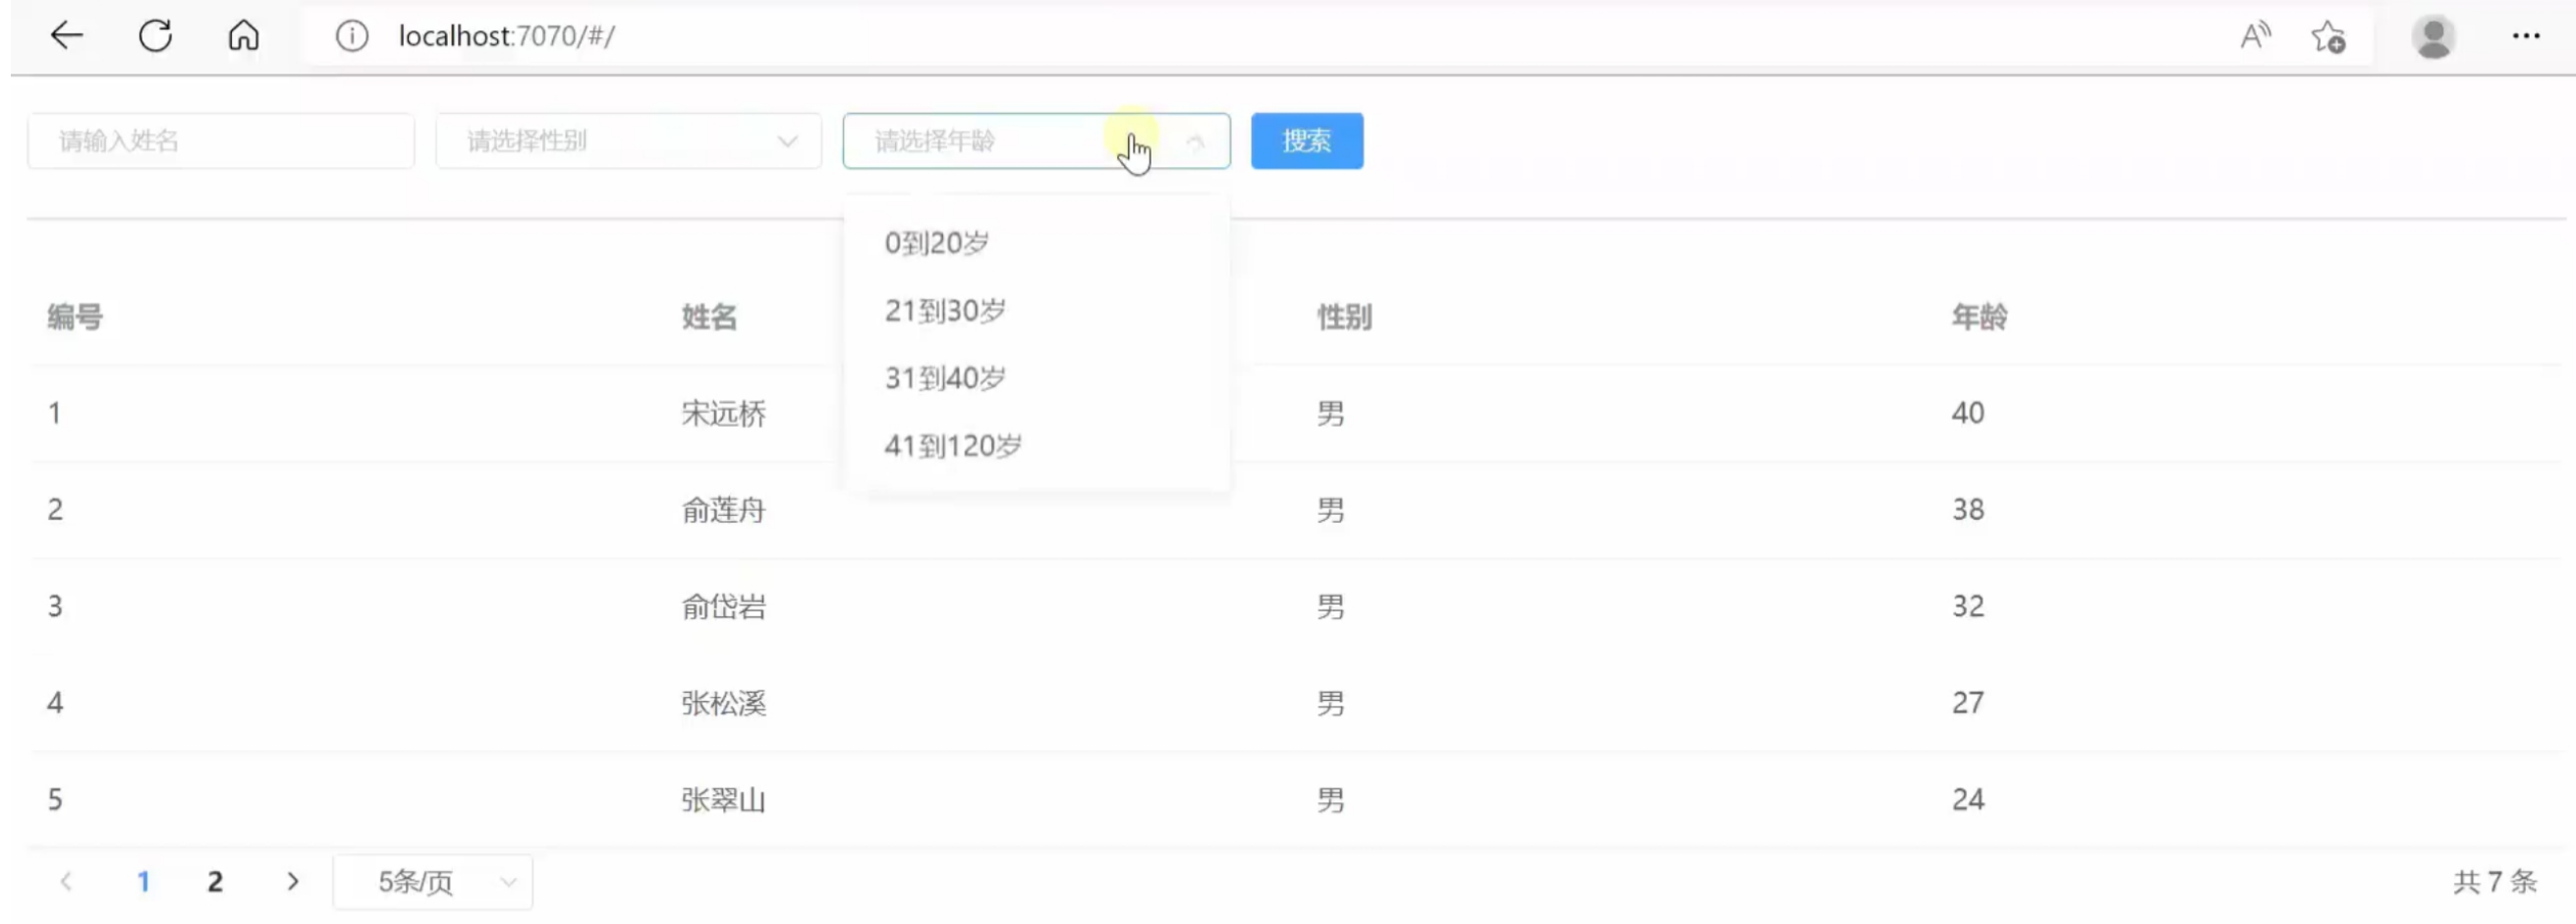 localhost:7070/#/
请输入姓名 请选择性别 请选择年龄 搜索
0到20岁
21到30岁
31到40岁
41到120岁
编号 姓名 性别 年龄
1 宋远桥 男 40
2 俞莲舟 男 38
3 俞岱岩 男 32
4 张松溪 男 27
5 张翠山 男 24
1 2 5条/页 共 7 条